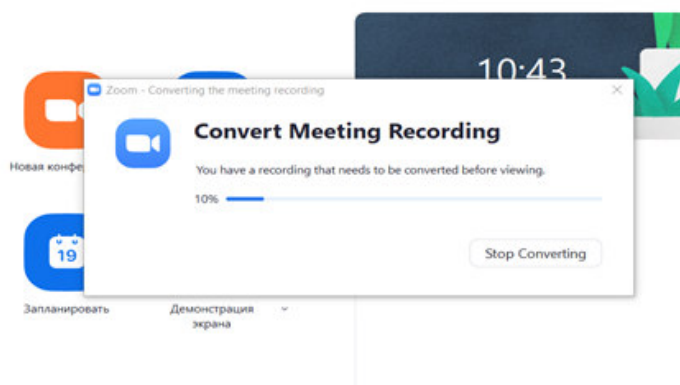 10:43
Zoom - Converting the meeting recording
Convert Meeting Recording
Новая конфе
You have a recording that needs to be converted before viewing.
10%
Stop Converting
19
Запланировать
Демонстрация
экрана